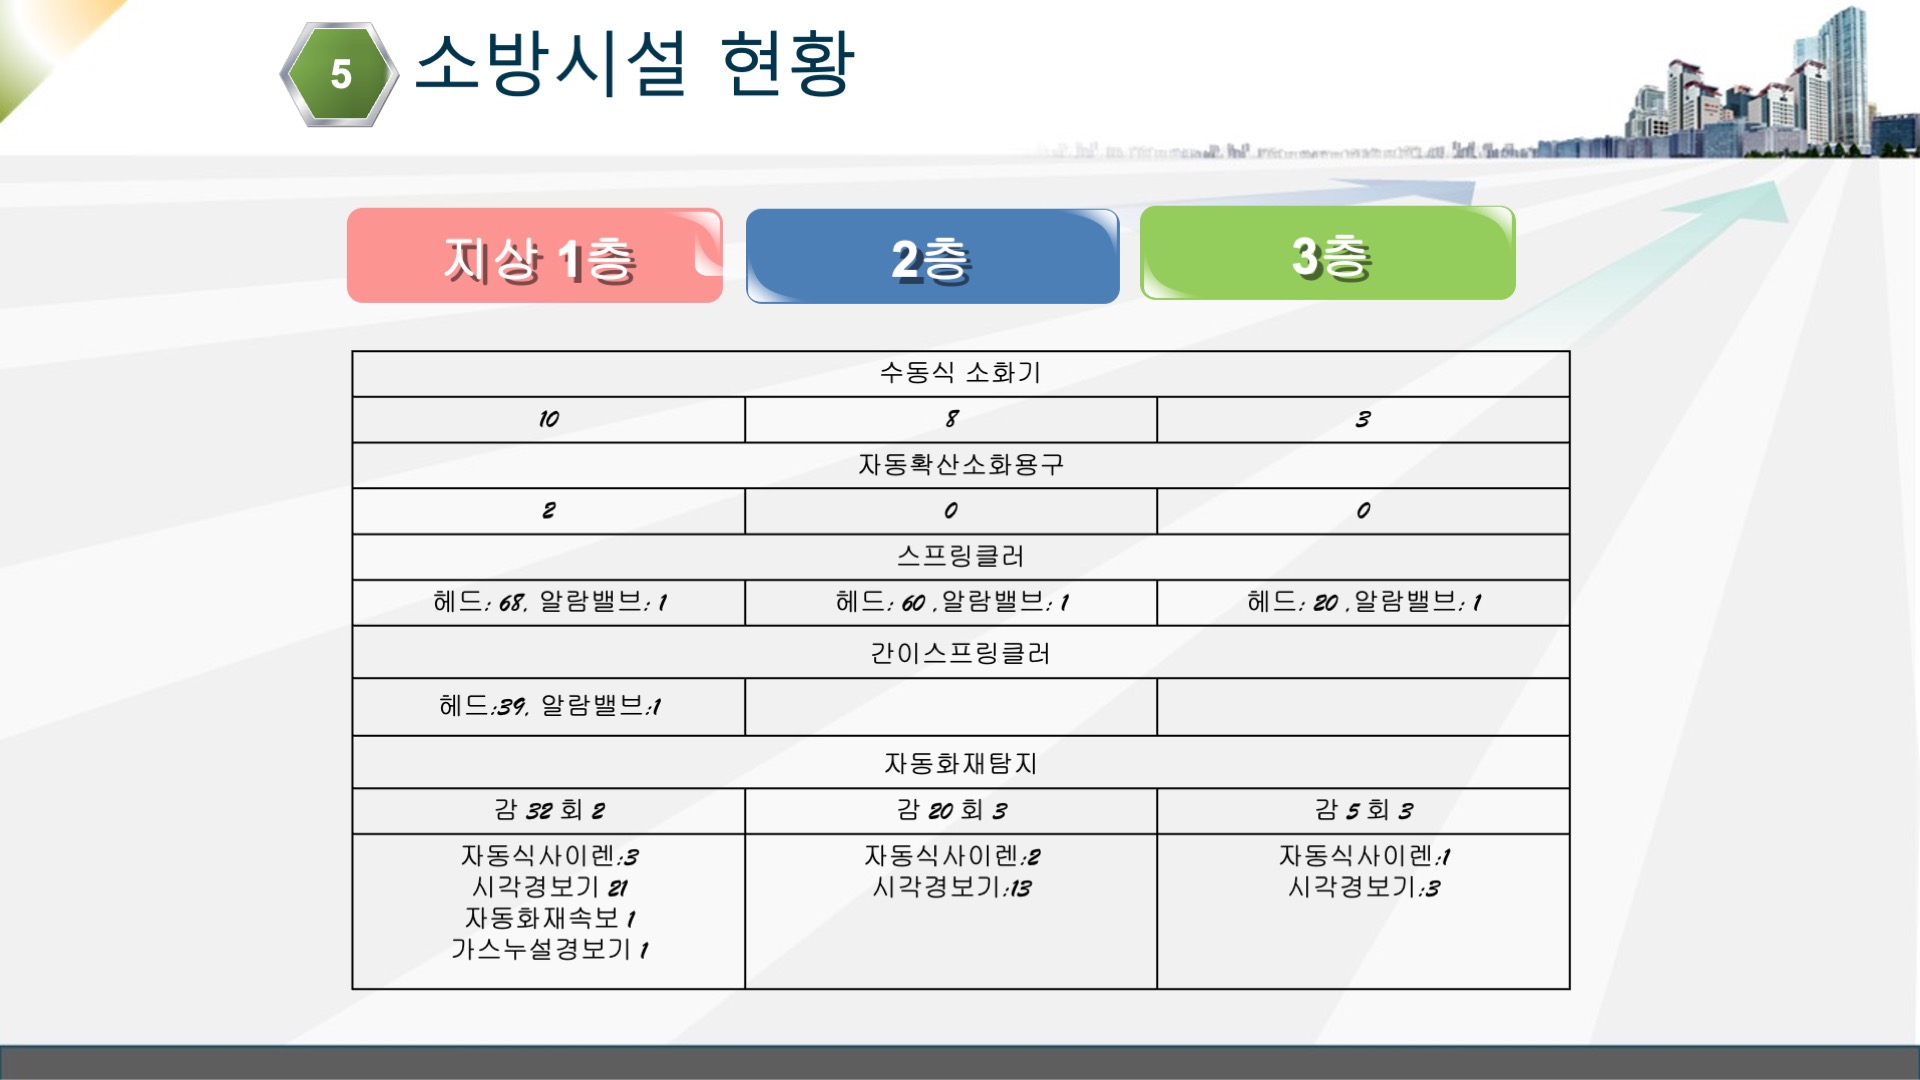 5
소방시설 현황
지상 1층
2층
3층
수동식 소화기
10
8
3
자동확산소화용구
2
0
0
스프링클러
헤드: 68, 알람밸브: 1
헤드: 60 ,알람밸브: 1
헤드: 20 ,알람밸브: 1
간이스프링클러
헤드:39, 알람밸브:1
자동화재탐지
감 32 회 2
감 20 회 3
감 5 회 3
자동식사이렌:3
시각경보기 21
자동화재속보 1
가스누설경보기 1
자동식사이렌:2
시각경보기:13
자동식사이렌:1
시각경보기:3